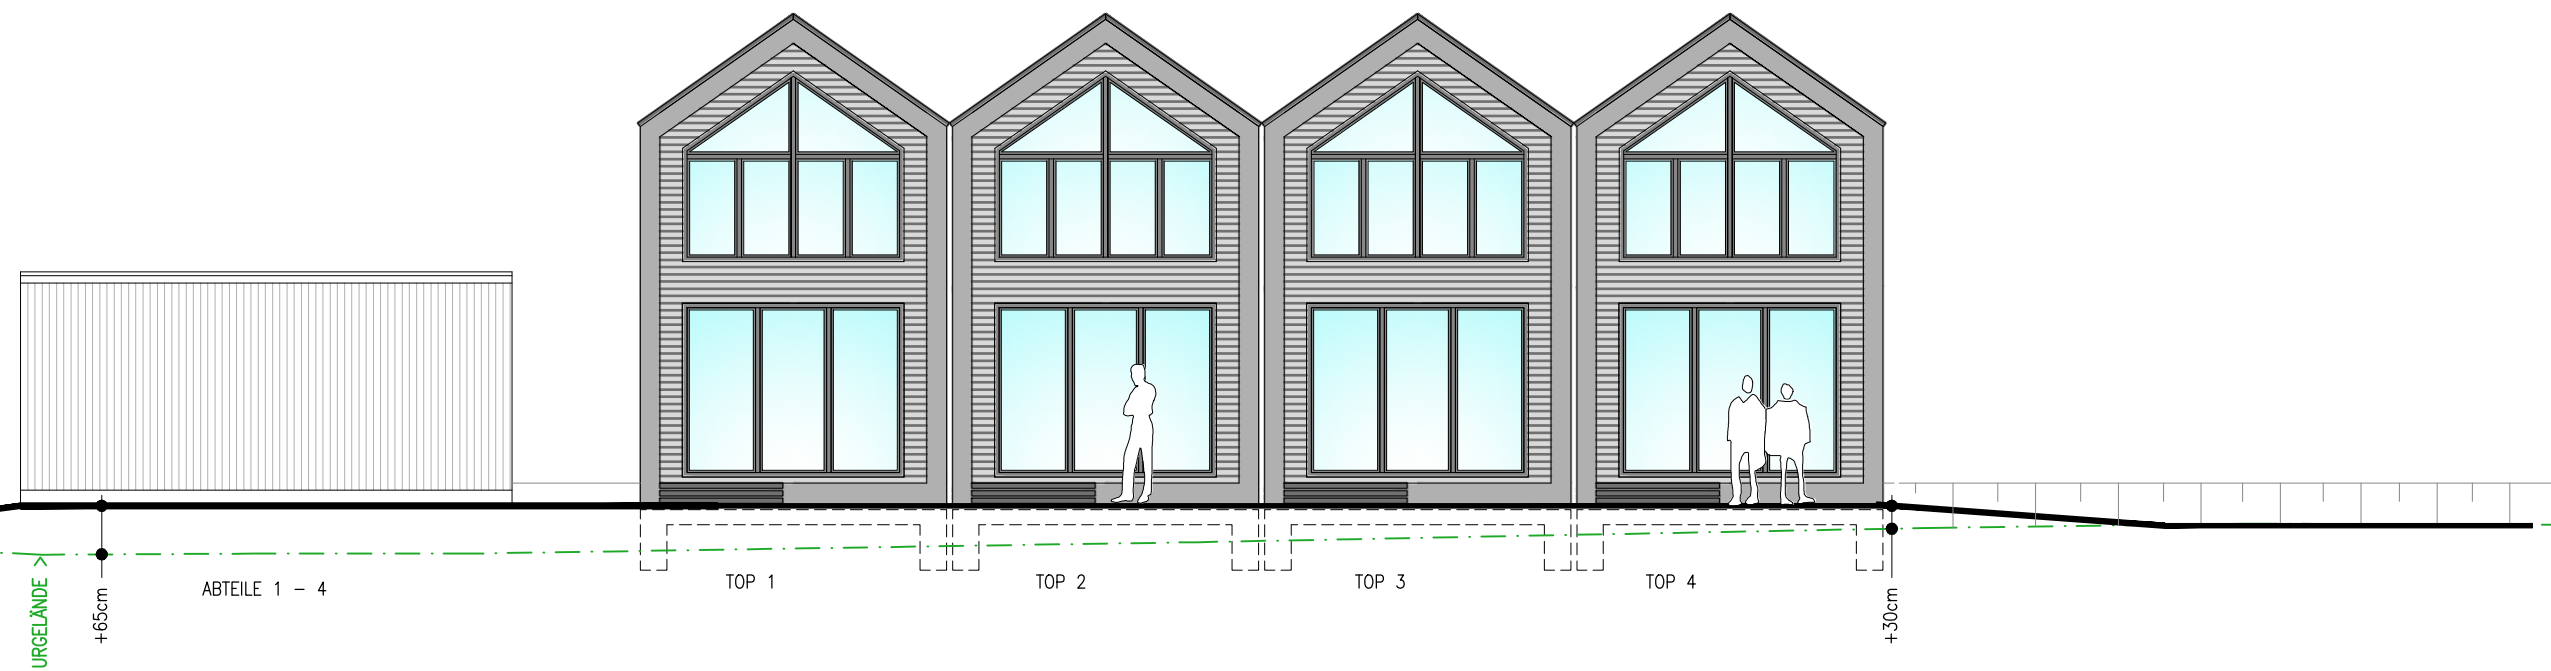 URGELÄNDE >
+65cm
ABTEILE 1 - 4
TOP 1
TOP 2
TOP 3
TOP 4
+30cm